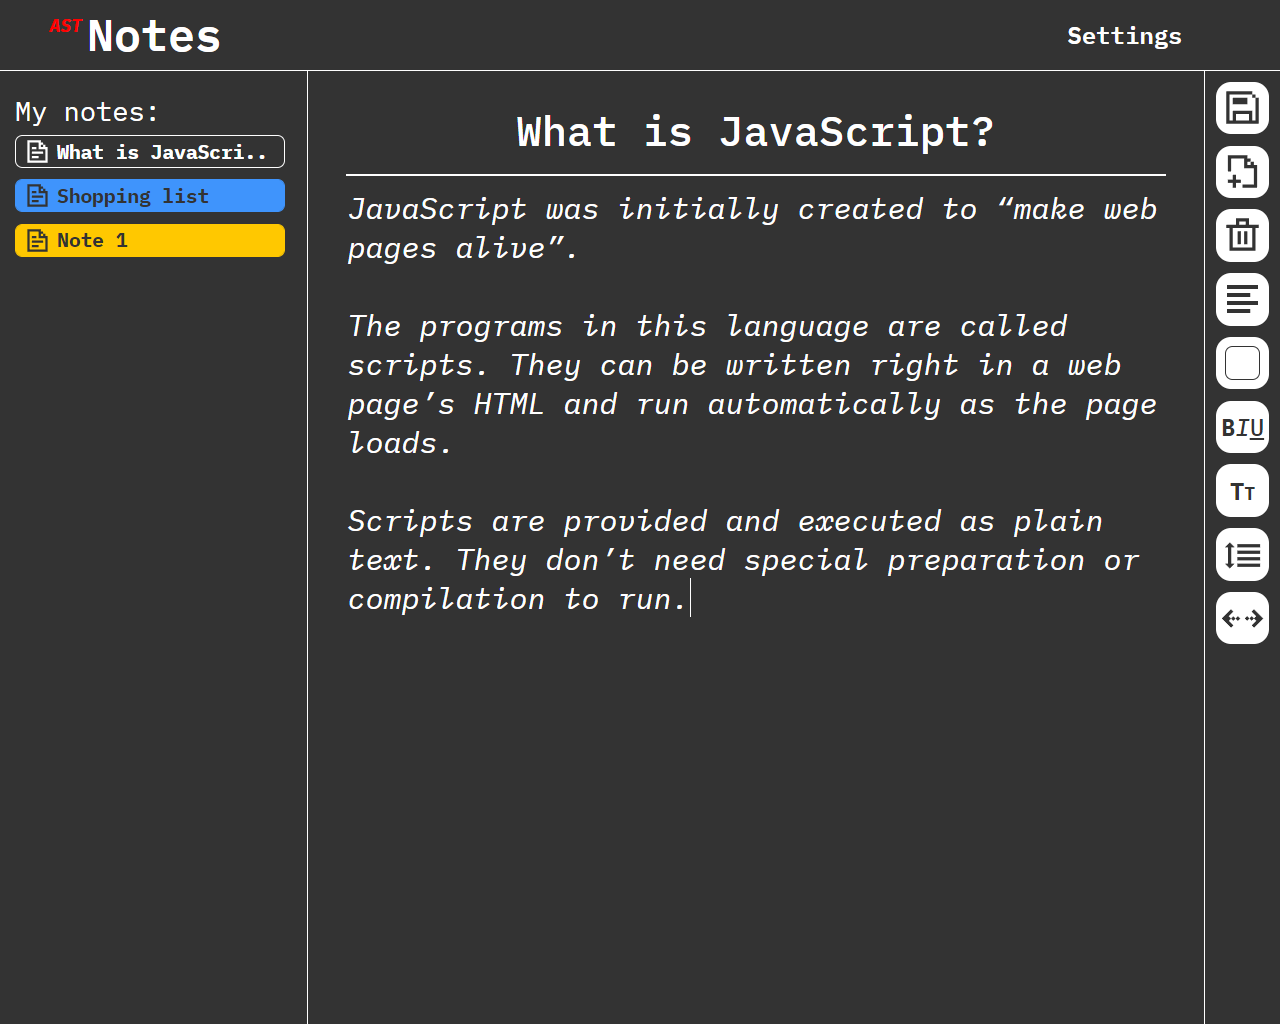 AST Notes
Settings
My notes:
What is JavaScri..
Shopping list
Note 1
What is JavaScript?
JavaScript was initially created to “make web
pages alive”.
The programs in this language are called
scripts. They can be written right in a web
page’s HTML and run automatically as the page
loads.
Scripts are provided and executed as plain
text. They don’t need special preparation or
compilation to run.
BIU
TT